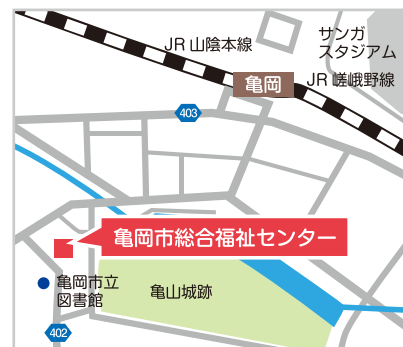 サンガ
スタジアム
JR 山陰本線
亀岡
JR 嵯峨野線
403
亀岡市総合福祉センター
亀岡市立
図書館
亀山城跡
402